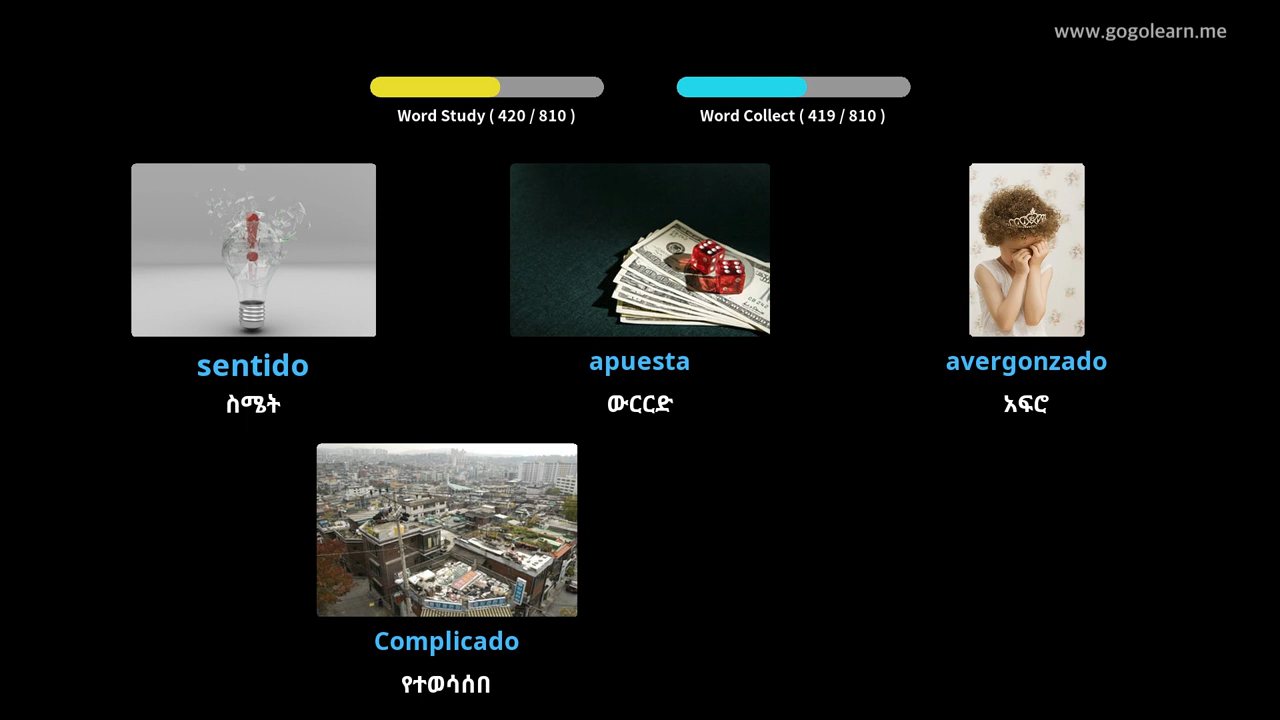 www.gogolearn.me
Word Study ( 420 / 810 )
Word Collect ( 419 / 810 )
sentido
ስሜት
apuesta
ውርርድ
avergonzado
አፍሮ
Complicado
የተወሳሰበ